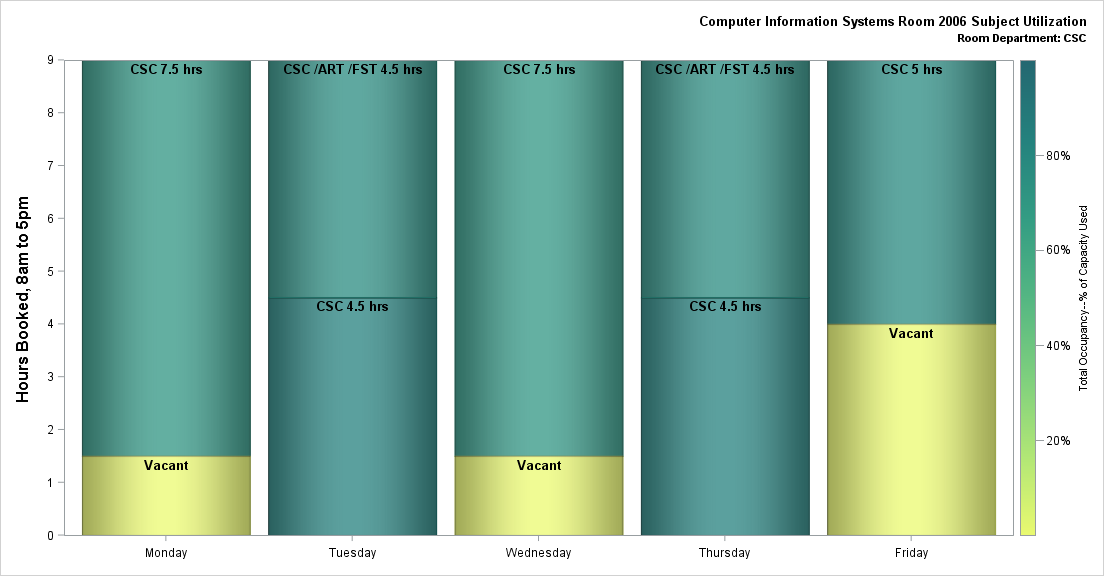 Computer Information Systems Room 2006 Subject Utilization
Room Department: CSC
Hours Booked, 8am to 5pm
9
8
7
6
5
4
3
2
1
0
CSC 7.5 hrs
Vacant
CSC /ART /FST 4.5 hrs
CSC 4.5 hrs
CSC 7.5 hrs
Vacant
CSC /ART /FST 4.5 hrs
CSC 4.5 hrs
CSC 5 hrs
Vacant
Monday
Tuesday
Wednesday
Thursday
Friday
80%
60%
40%
20%
Total Occupancy--% of Capacity Used